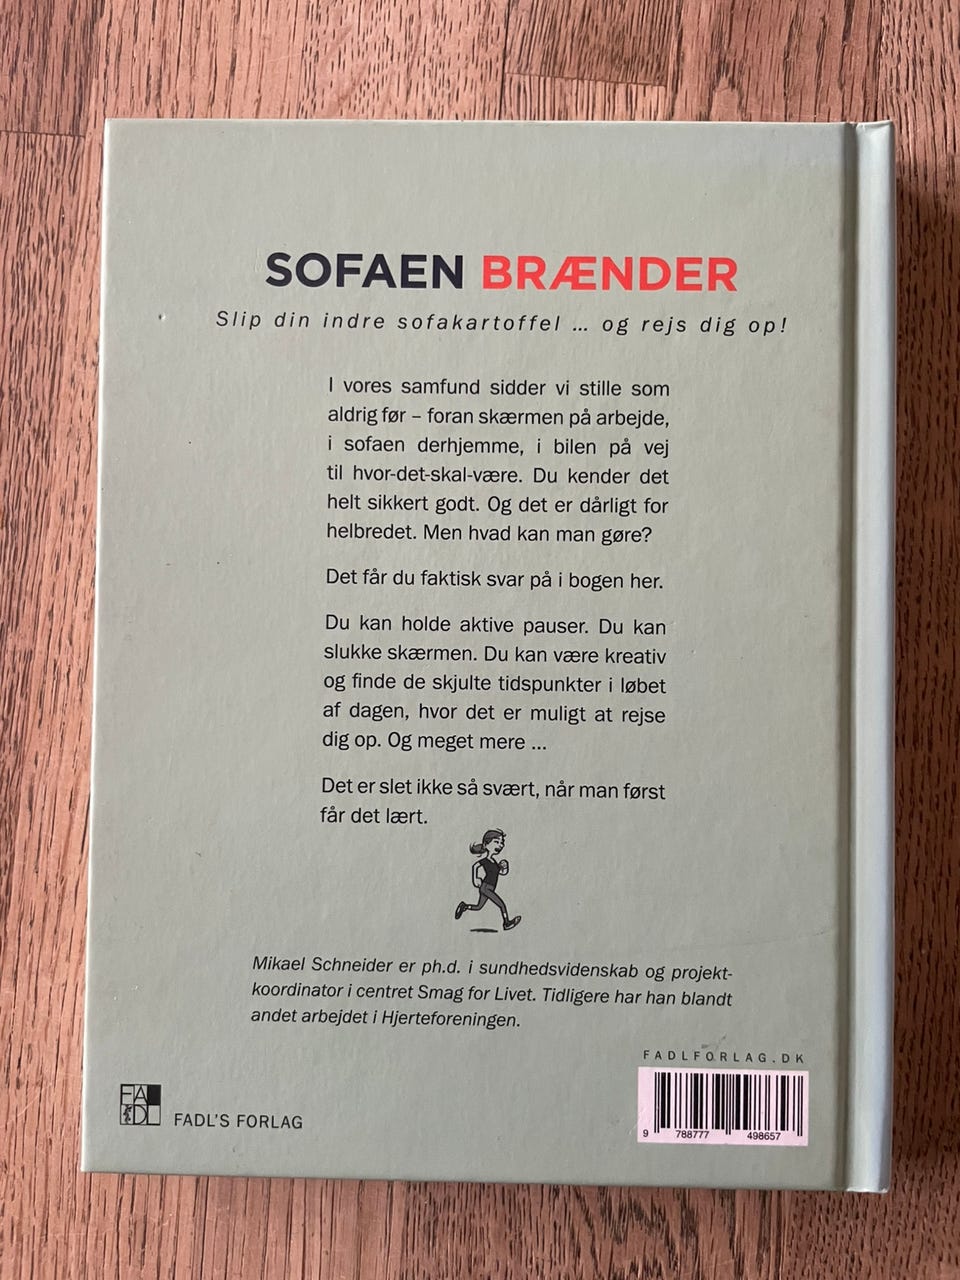 SOFAEN BRÆNDER
Slip din indre sofakartoffel ... og rejs dig op!
I vores samfund sidder vi stille som
aldrig før – foran skærmen på arbejde,
i sofaen derhjemme, i bilen på vej
til hvor-det-skal-være. Du kender det
helt sikkert godt. Og det er dårligt for
helbredet. Men hvad kan man gøre?
Det får du faktisk svar på i bogen her.
Du kan holde aktive pauser. Du kan
slukke skærmen. Du kan være kreativ
og finde de skjulte tidspunkter i løbet
af dagen, hvor det er muligt at rejse
dig op. Og meget mere ...
Det er slet ikke så svært, når man først
får det lært.
Mikael Schneider er ph.d. i sundhedsvidenskab og projekt-
koordinator i centret Smag for Livet. Tidligere har han blandt
andet arbejdet i Hjerteforeningen.
FADLFORLAG.DK
9 788777 498657
FADL
FADL'S FORLAG